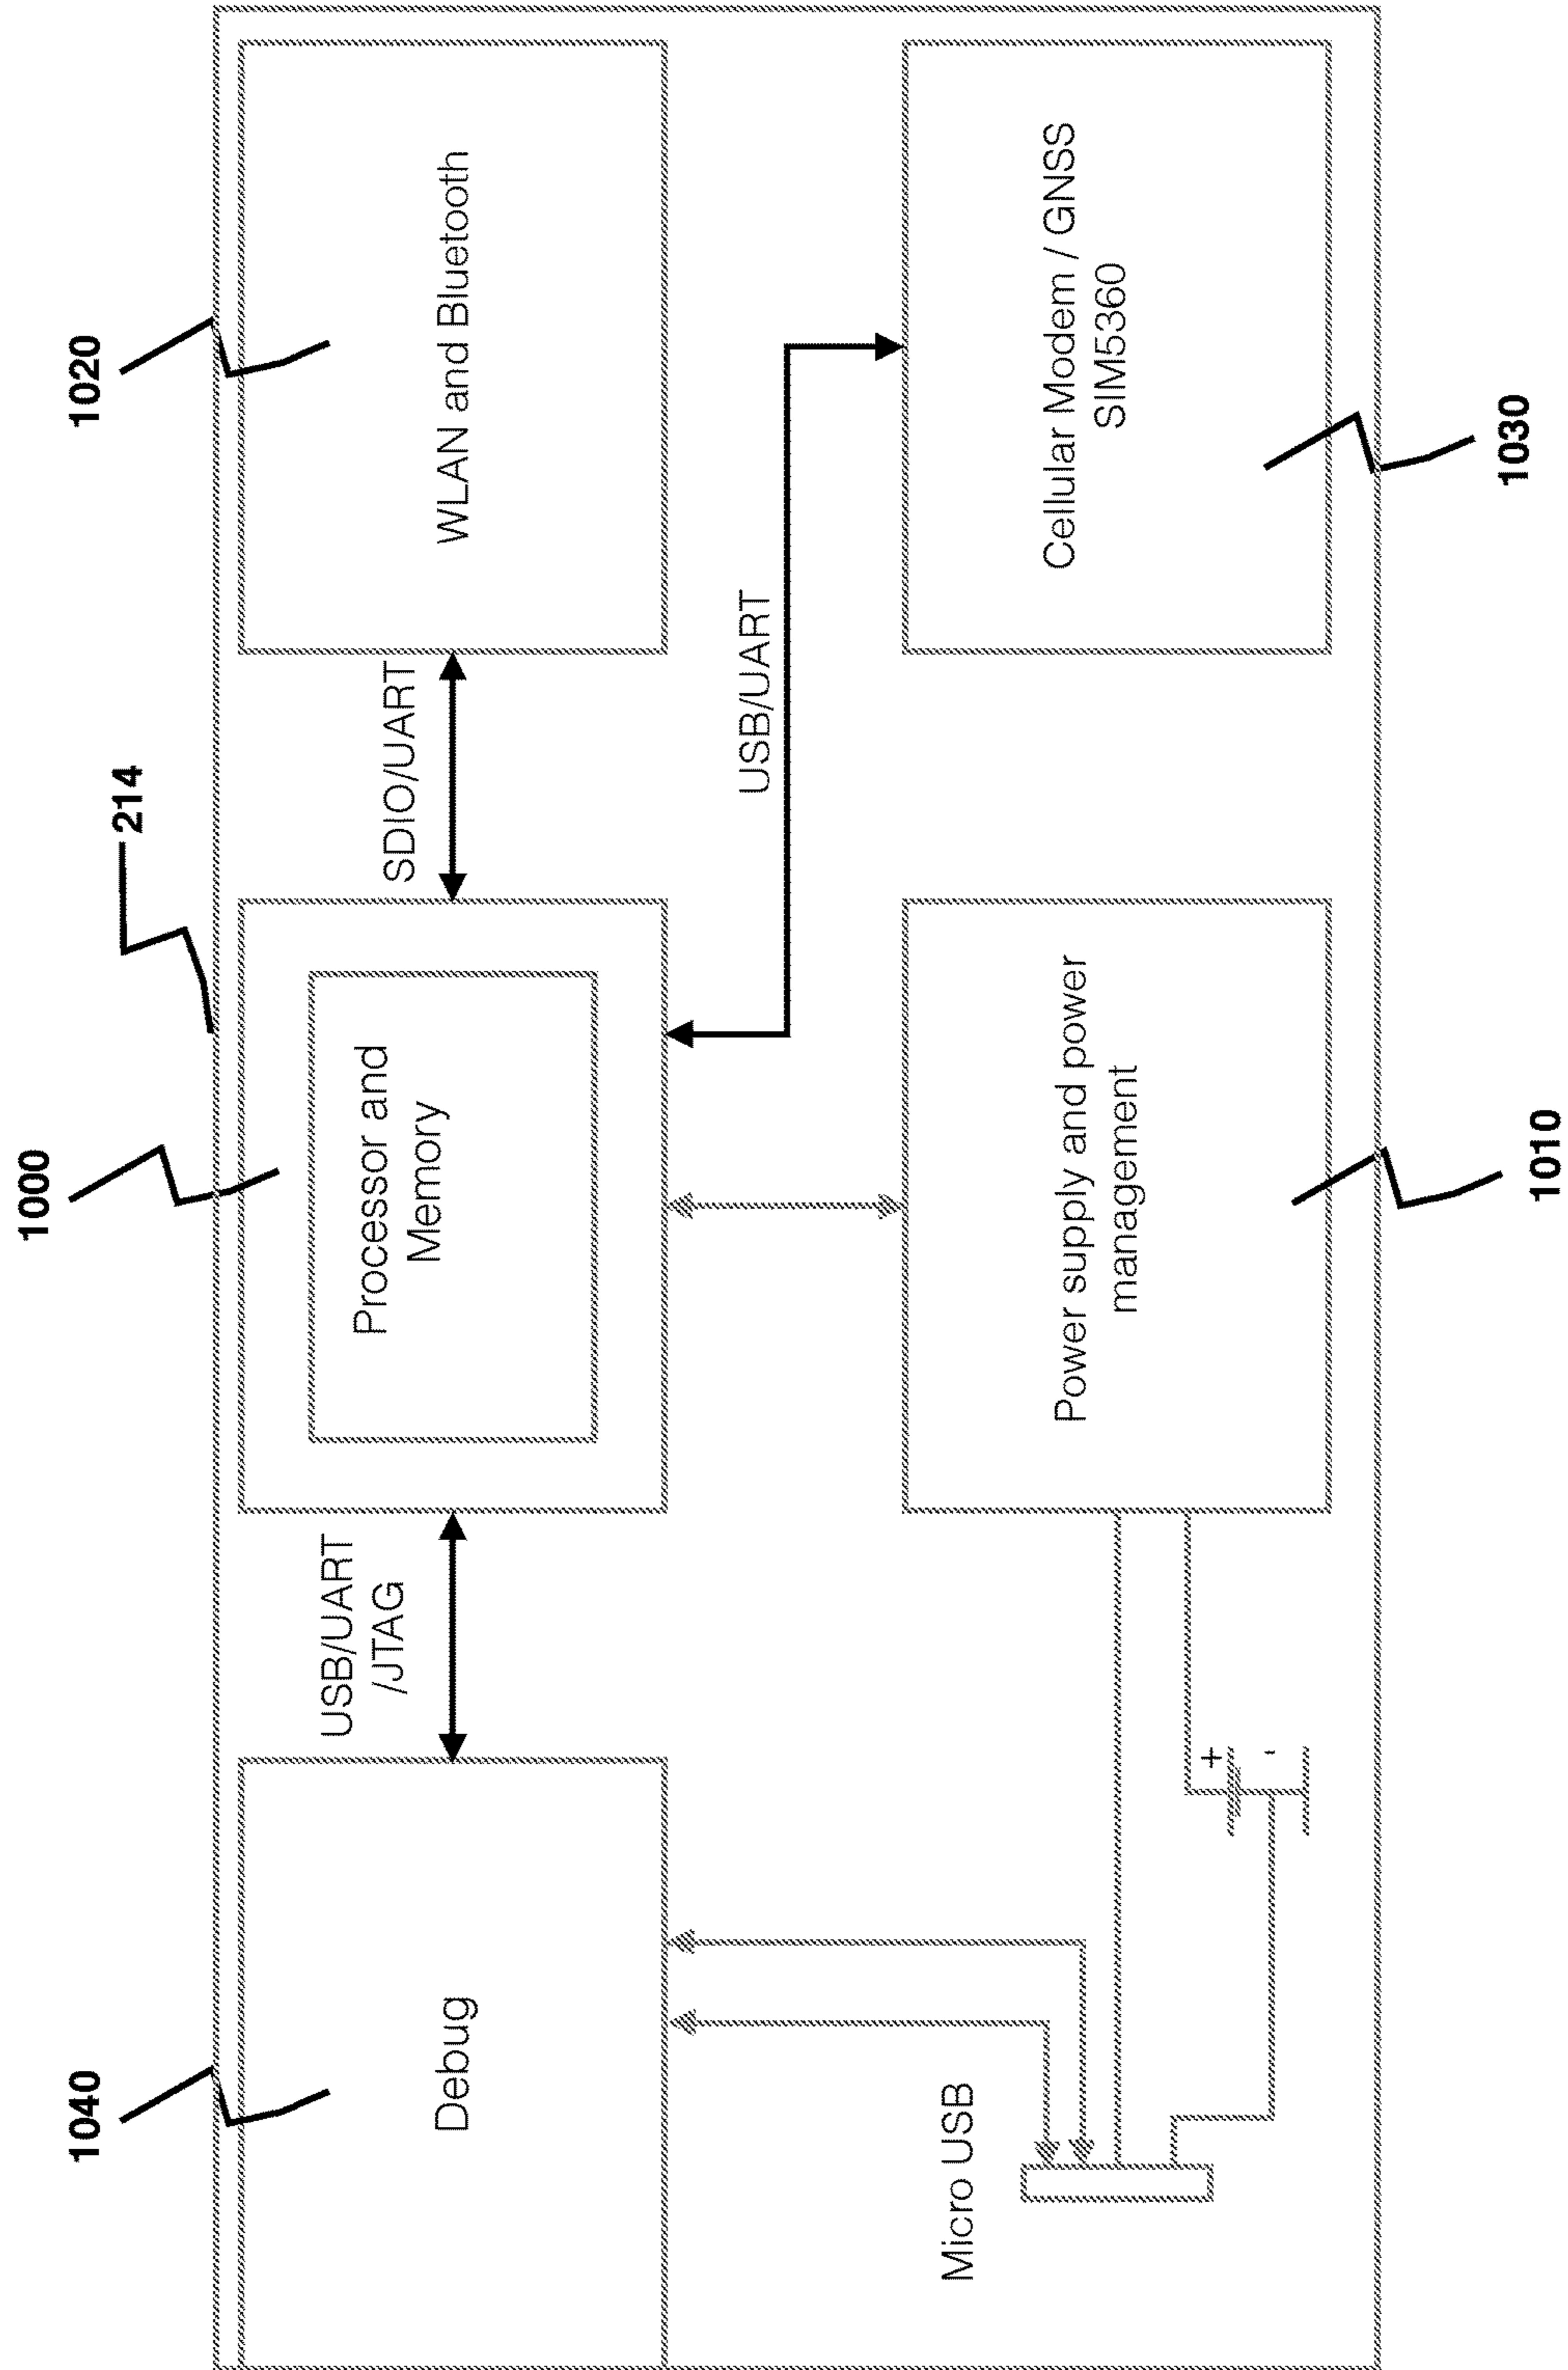 1040
1000
214
1020
Debug
USB/UART
/JTAG
Processor and
Memory
SDIO/UART
WLAN and Bluetooth
USB/UART
Micro USB
+
-
Power supply and power
management
Cellular Modem / GNSS
SIM5360
1010
1030